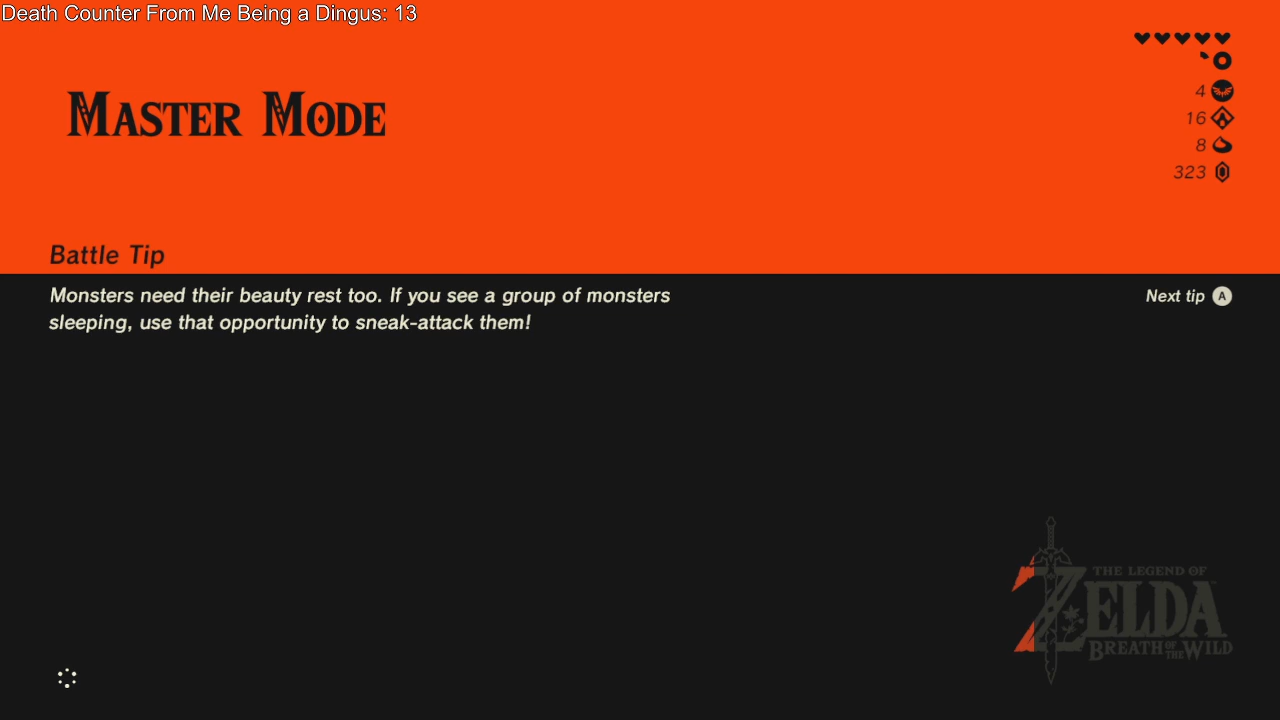 Death Counter From Me Being a Dingus: 13
Master Mode
4
16
8
323
Battle Tip
Monsters need their beauty rest too. If you see a group of monsters
sleeping, use that opportunity to sneak-attack them!
Next tip A
THE LEGEND OF
ZELDA
BREATH OF THE WILD